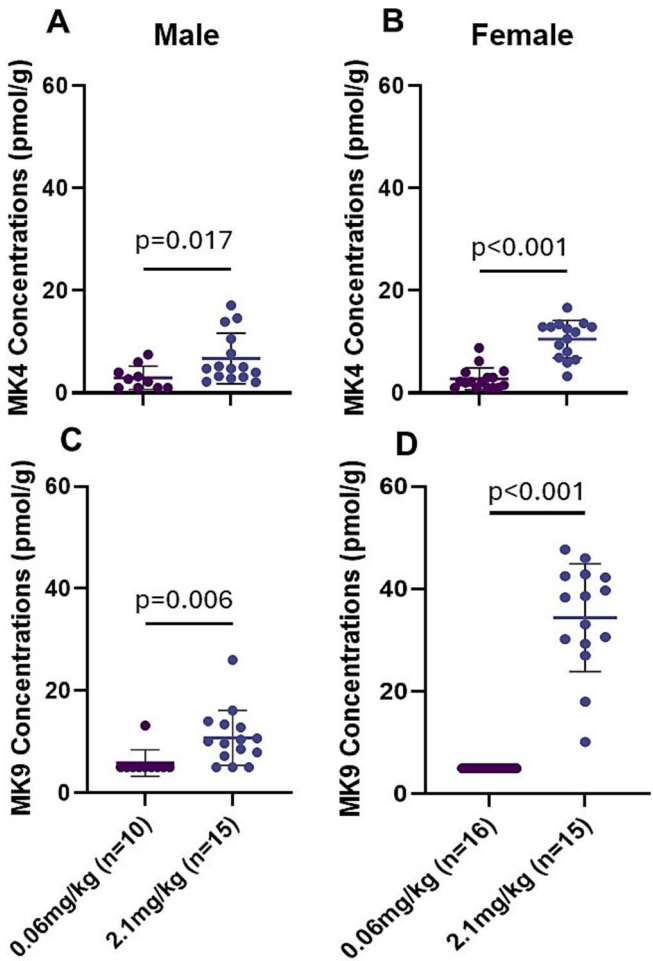 A
Male
B
Female
MK4 Concentrations (pmol/g)
60
40
20
0
p=0.017
MK4 Concentrations (pmol/g)
60
40
20
0
p<0.001
C
D
MK9 Concentrations (pmol/g)
60
40
20
0
p=0.006
0.06mg/kg (n=10)
2.1mg/kg (n=15)
MK9 Concentrations (pmol/g)
60
40
20
0
p<0.001
0.06mg/kg (n=16)
2.1mg/kg (n=15)